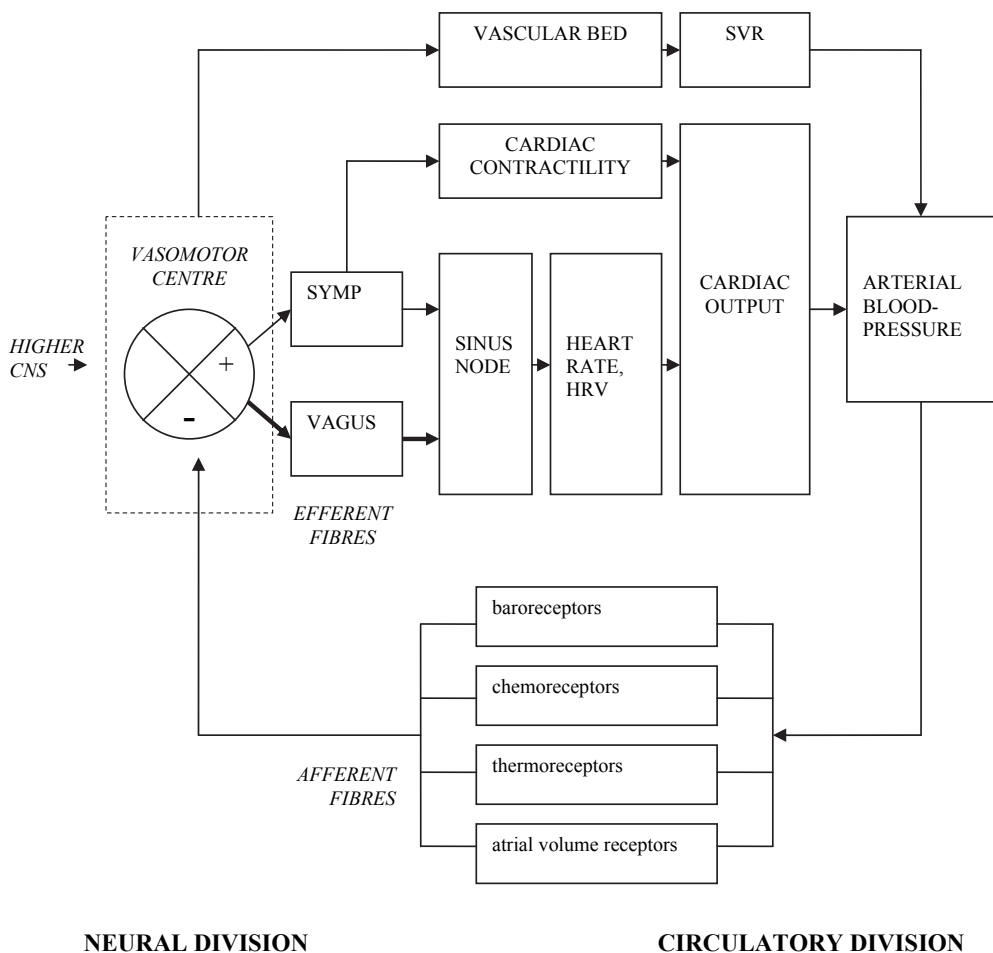 VASCULAR BED
SVR
CARDIAC
CONTRACTILITY
VASOMOTOR
CENTRE
SYMP
CARDIAC
OUTPUT
ARTERIAL
BLOOD-
PRESSURE
HIGHER
CNS
+
-
SINUS
NODE
HEART
RATE,
HRV
VAGUS
EFFERENT
FIBRES
baroreceptors
chemoreceptors
thermoreceptors
AFFERENT
FIBRES
atrial volume receptors
NEURAL DIVISION
CIRCULATORY DIVISION